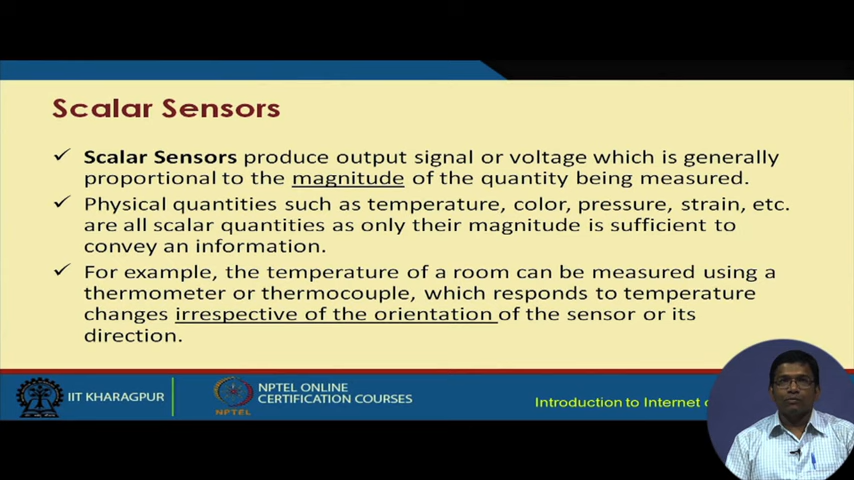 Scalar Sensors
Scalar Sensors produce output signal or voltage which is generally
proportional to the magnitude of the quantity being measured.
Physical quantities such as temperature, color, pressure, strain, etc.
are all scalar quantities as only their magnitude is sufficient to
convey an information.
For example, the temperature of a room can be measured using a
thermometer or thermocouple, which responds to temperature
changes irrespective of the orientation of the sensor or its
direction.
IIT KHARAGPUR
NPTEL
NPTEL ONLINE
CERTIFICATION COURSES
Introduction to Internet